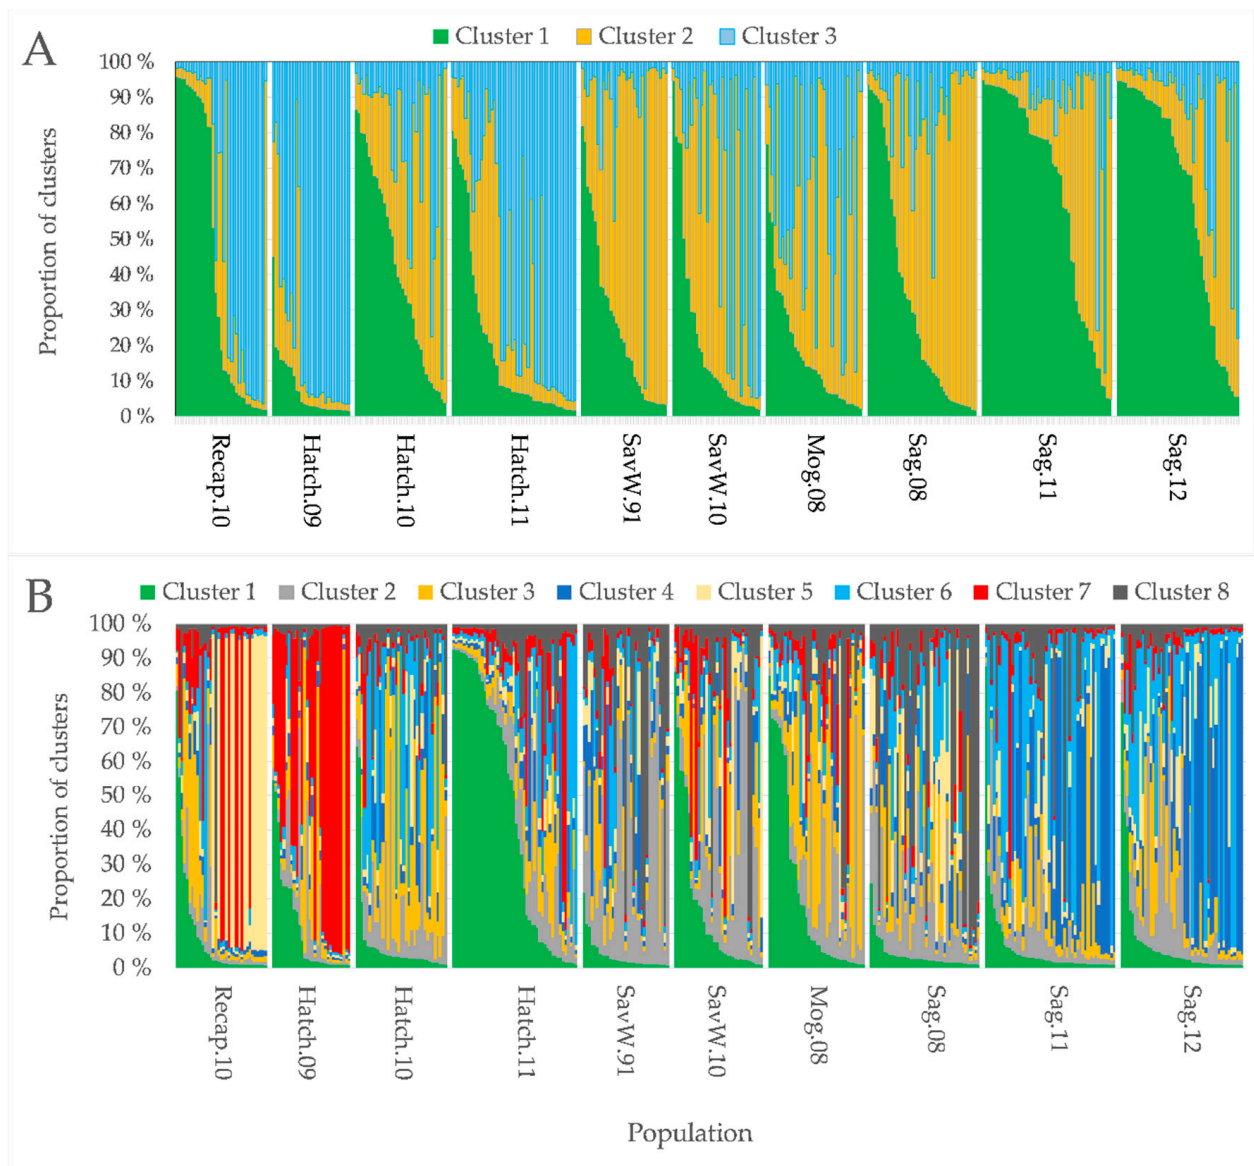 A
Cluster 1 Cluster 2 Cluster 3
Proportion of clusters
100 %
90 %
80 %
70 %
60 %
50 %
40 %
30 %
20 %
10 %
0 %
Recap.10
Hatch.09
Hatch.10
Hatch.11
SavW.91
SavW.10
Mog.08
Sag.08
Sag.11
Sag.12
B
Cluster 1 Cluster 2 Cluster 3 Cluster 4 Cluster 5 Cluster 6 Cluster 7 Cluster 8
Proportion of clusters
100 %
90 %
80 %
70 %
60 %
50 %
40 %
30 %
20 %
10 %
0 %
Recap.10
Hatch.09
Hatch.10
Hatch.11
SavW.91
SavW.10
Mog.08
Sag.08
Sag.11
Sag.12
Population